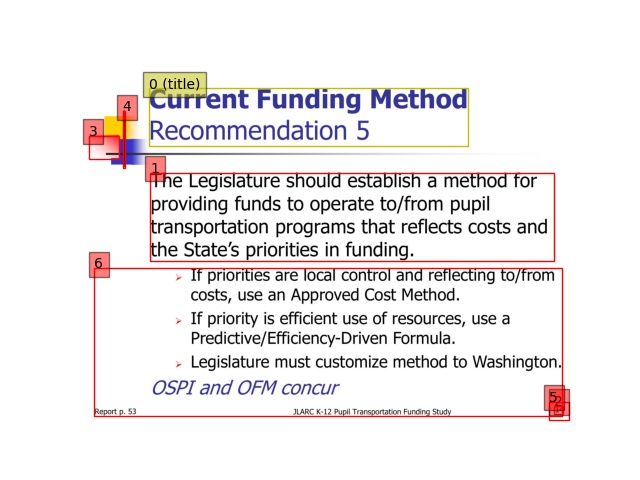 0 (title)
Current Funding Method
4
3
Recommendation 5
1
The Legislature should establish a method for
providing funds to operate to/from pupil
transportation programs that reflects costs and
the State's priorities in funding.
6
➢ If priorities are local control and reflecting to/from
costs, use an Approved Cost Method.
➢ If priority is efficient use of resources, use a
Predictive/Efficiency-Driven Formula.
➢ Legislature must customize method to Washington.
OSPI and OFM concur
5
2
Report p. 53
JLARC K-12 Pupil Transportation Funding Study